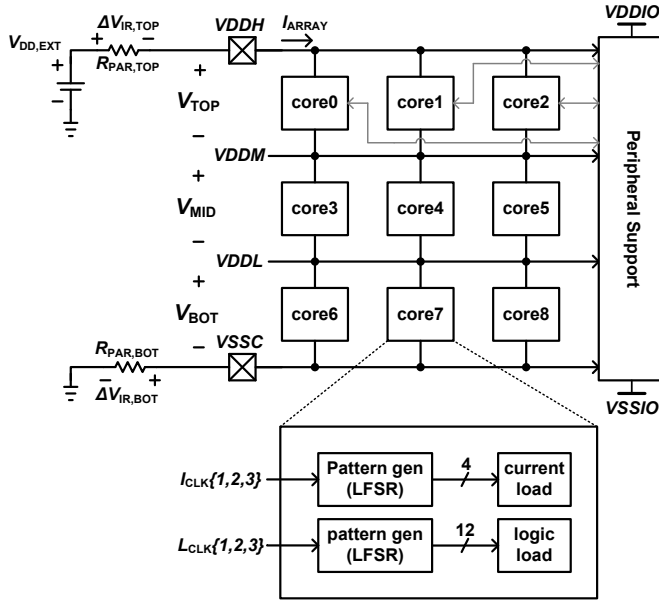 ΔV_IR,TOP
VDDH
I_ARRAY
VDDIO
V_DD,EXT
+
−
+
−
R_PAR,TOP
+
V_TOP
−
core0
core1
core2
VDDM
+
V_MID
−
core3
core4
core5
Peripheral Support
VDDL
+
V_BOT
−
core6
core7
core8
R_PAR,BOT
VSSC
−
+
ΔV_IR,BOT
VSSIO
I_CLK{1,2,3}
Pattern gen
(LFSR)
4
current
load
L_CLK{1,2,3}
pattern gen
(LFSR)
12
logic
load